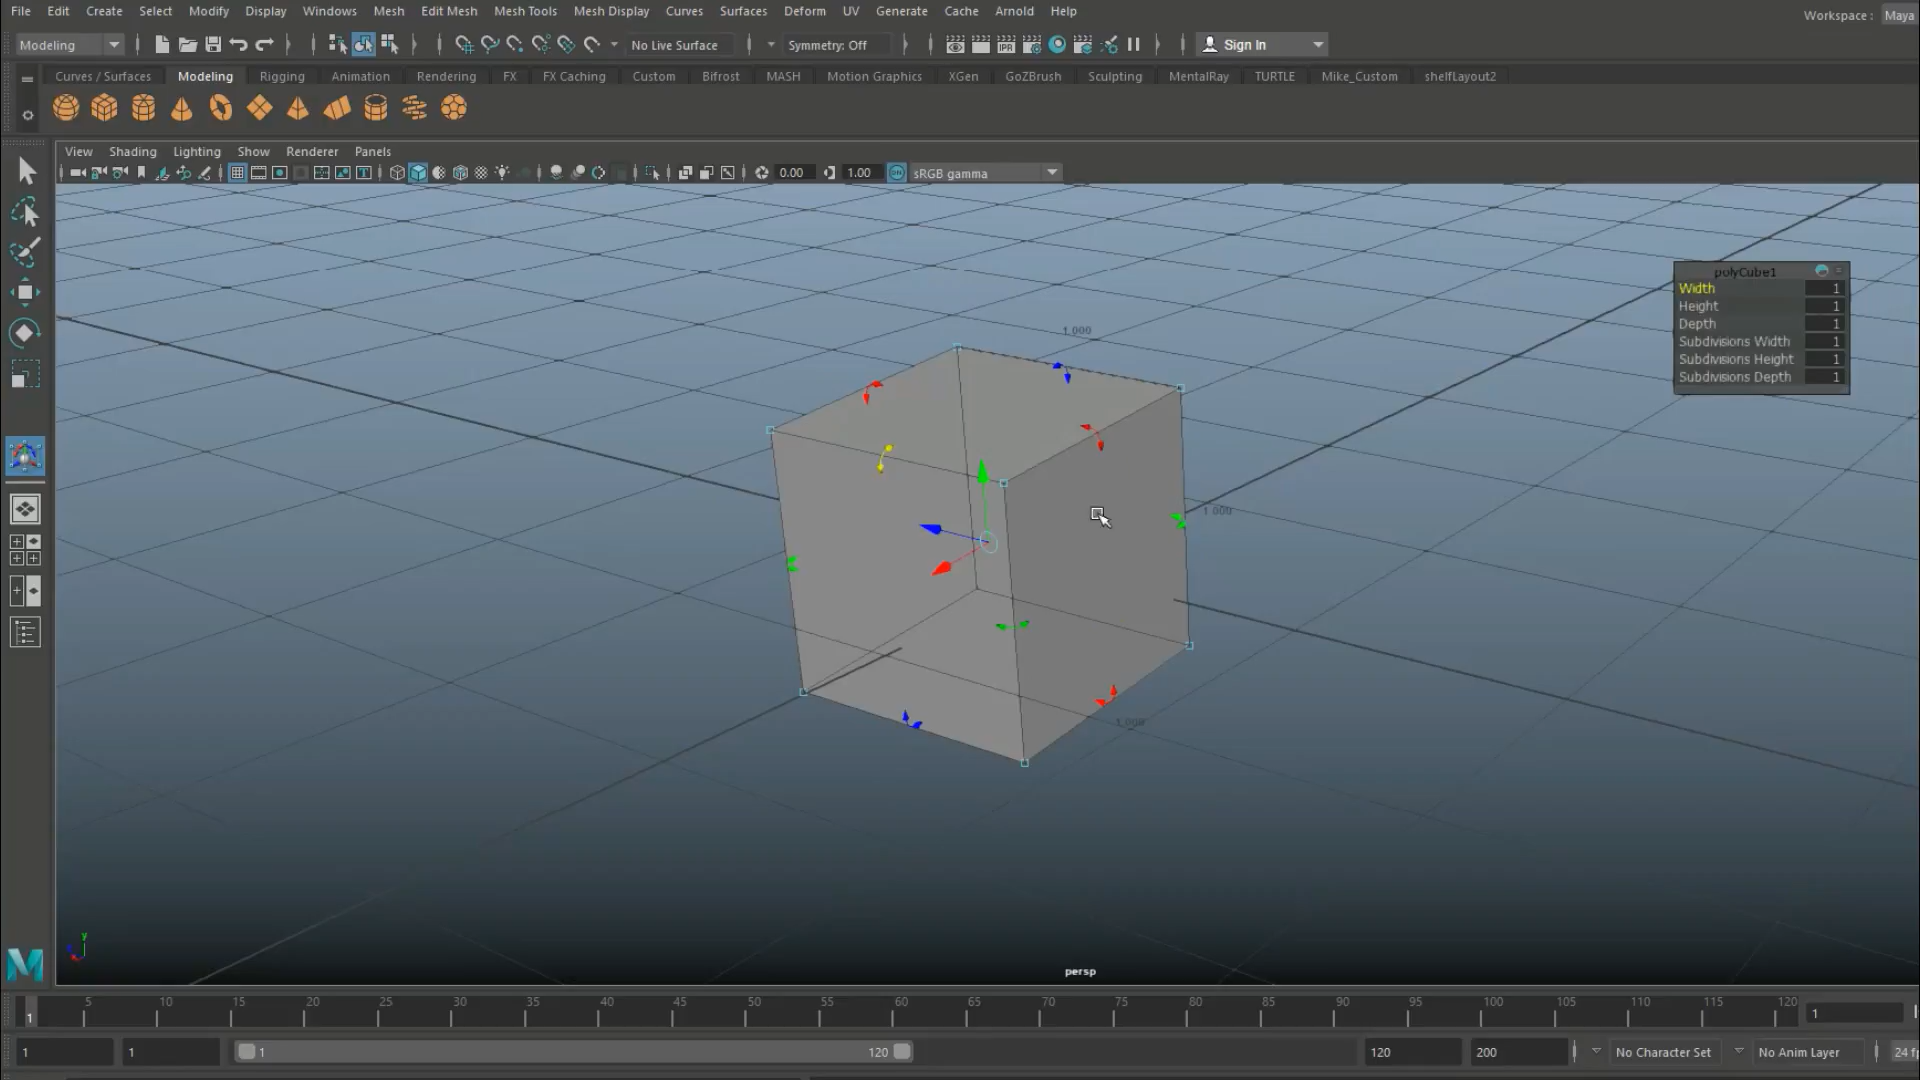 File Edit Create Select Modify Display Windows Mesh Edit Mesh Mesh Tools Mesh Display Curves Surfaces Deform UV Generate Cache Arnold Help
Workspace : Maya
Modeling No Live Surface Symmetry: Off IPR Sign In
Curves / Surfaces Modeling Rigging Animation Rendering FX FX Caching Custom Bifrost MASH Motion Graphics XGen GoZBrush Sculpting MentalRay TURTLE Mike_Custom shelfLayout2
View Shading Lighting Show Renderer Panels
0.00 1.00 sRGB gamma
polyCube1
Width 1
Height 1
Depth 1
Subdivisions Width 1
Subdivisions Height 1
Subdivisions Depth 1
1.000
1.000
1.000
y
persp
5 10 15 20 25 30 35 40 45 50 55 60 65 70 75 80 85 90 95 100 105 110 115 120
1 1
1 1 1 120 120 200 No Character Set No Anim Layer 24 f